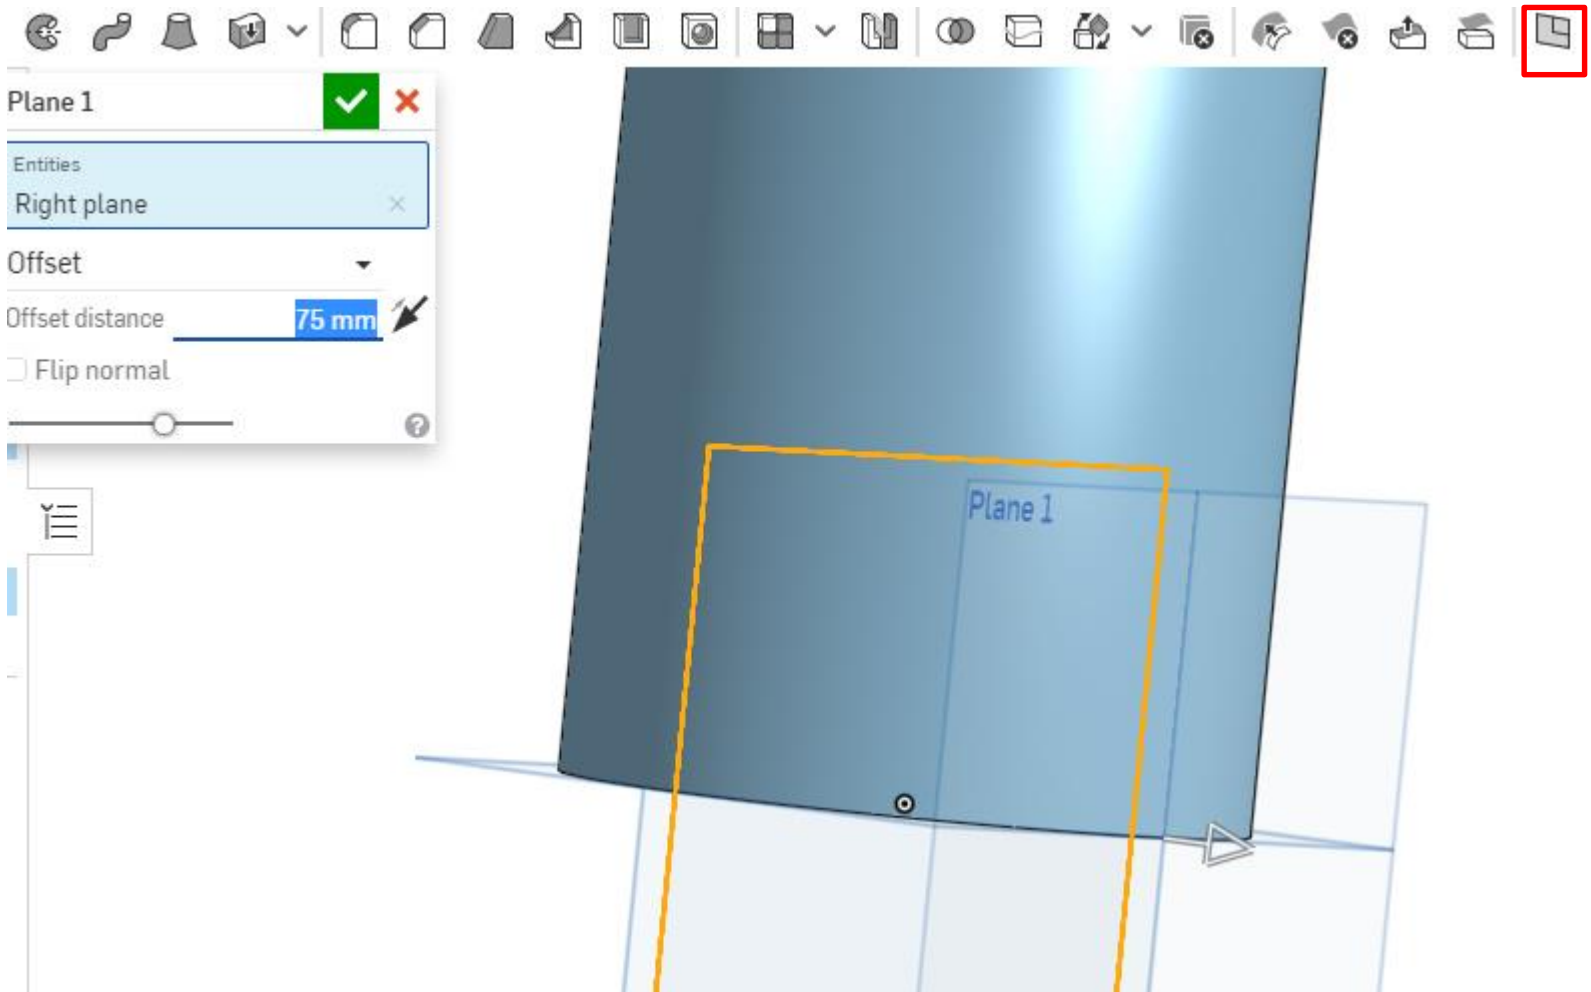 Plane 1
Entities
Right plane
Offset
Offset distance 75 mm
Flip normal
Plane 1